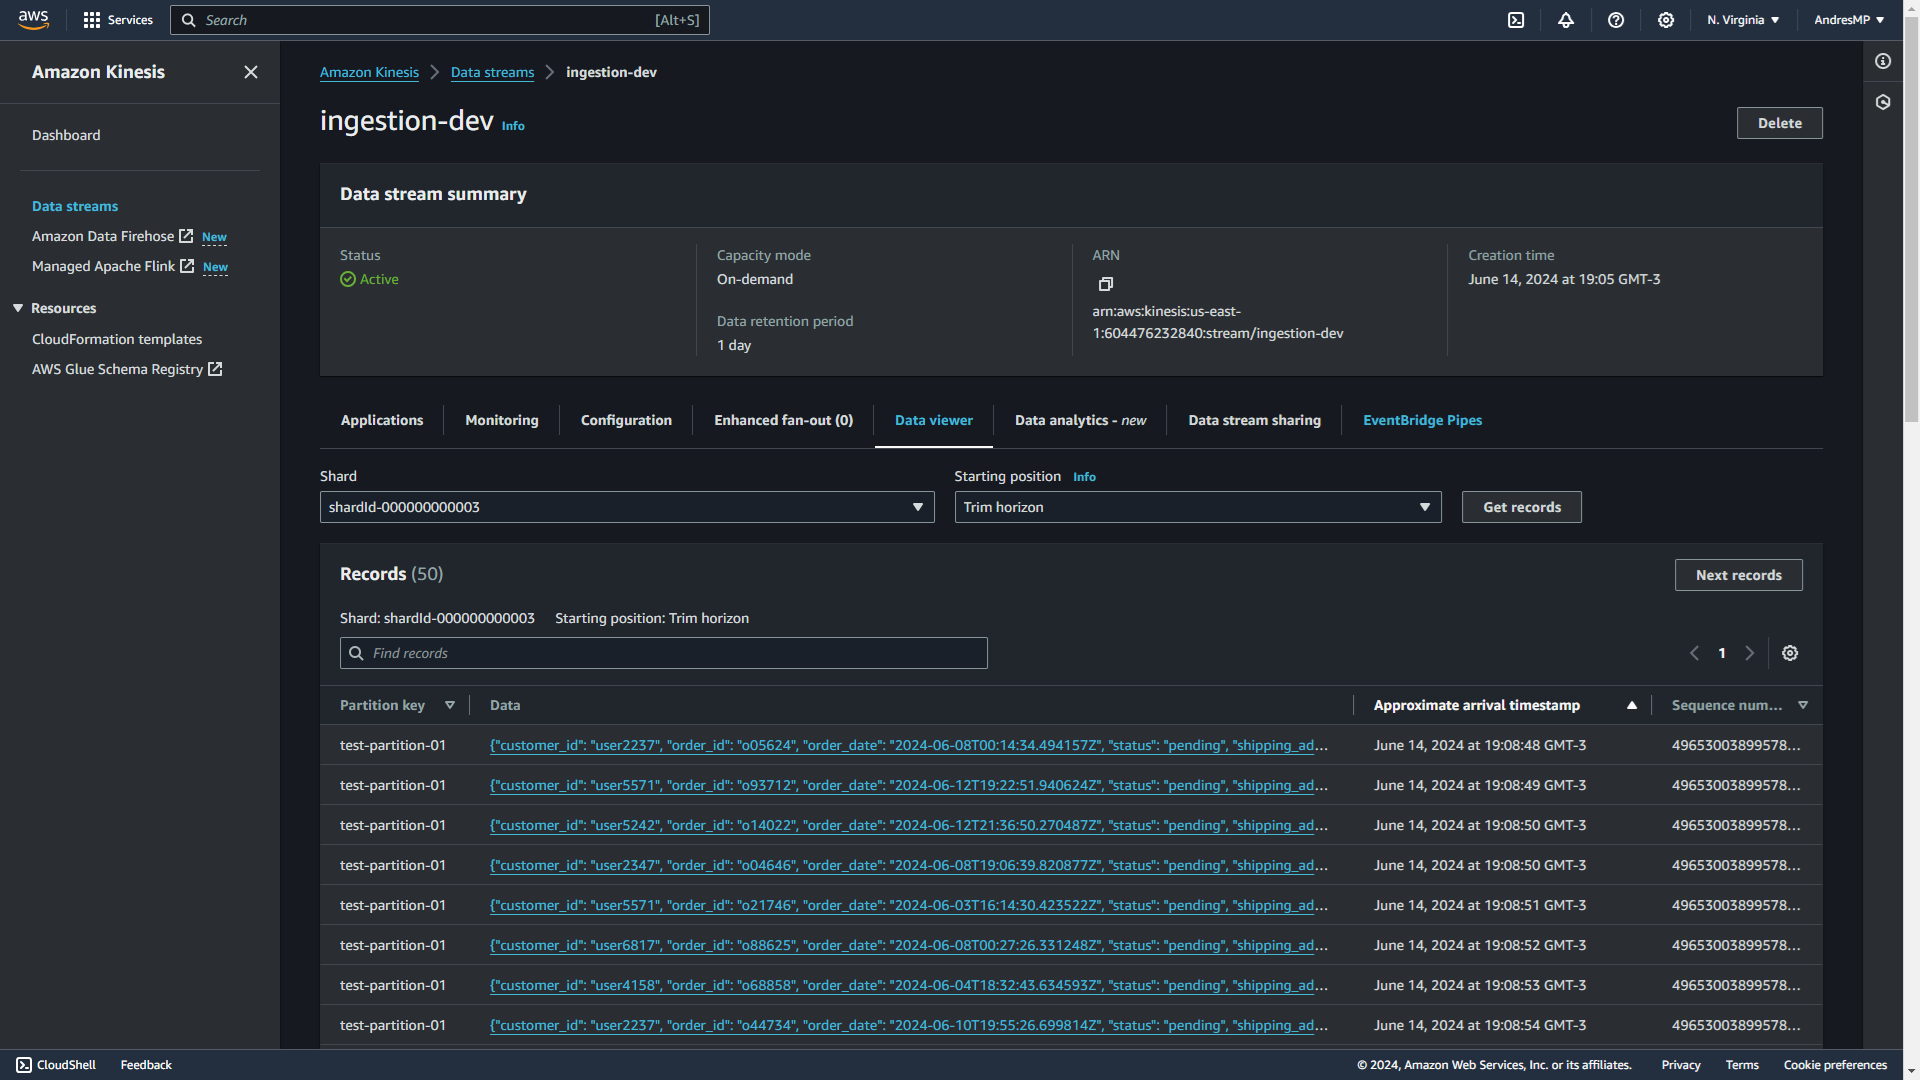 aws
Services
Search [Alt+S]
N. Virginia
AndresMP
Amazon Kinesis
Dashboard
Data streams
Amazon Data Firehose New
Managed Apache Flink New
Resources
CloudFormation templates
AWS Glue Schema Registry
Amazon Kinesis Data streams ingestion-dev
ingestion-dev Info
Delete
Data stream summary
Status
Active
Capacity mode
On-demand
Data retention period
1 day
ARN
arn:aws:kinesis:us-east-
1:604476232840:stream/ingestion-dev
Creation time
June 14, 2024 at 19:05 GMT-3
Applications Monitoring Configuration Enhanced fan-out (0) Data viewer Data analytics - new Data stream sharing EventBridge Pipes
Shard
shardId-000000000003
Starting position Info
Trim horizon
Get records
Records (50)
Next records
Shard: shardId-000000000003 Starting position: Trim horizon
Find records
1
Partition key Data Approximate arrival timestamp Sequence num...
test-partition-01 {"customer_id": "user2237", "order_id": "o05624", "order_date": "2024-06-08T00:14:34.494157Z", "status": "pending", "shipping_ad... June 14, 2024 at 19:08:48 GMT-3 49653003899578...
test-partition-01 {"customer_id": "user5571", "order_id": "o93712", "order_date": "2024-06-12T19:22:51.940624Z", "status": "pending", "shipping_ad... June 14, 2024 at 19:08:49 GMT-3 49653003899578...
test-partition-01 {"customer_id": "user5242", "order_id": "o14022", "order_date": "2024-06-12T21:36:50.270487Z", "status": "pending", "shipping_ad... June 14, 2024 at 19:08:50 GMT-3 49653003899578...
test-partition-01 {"customer_id": "user2347", "order_id": "o04646", "order_date": "2024-06-08T19:06:39.820877Z", "status": "pending", "shipping_ad... June 14, 2024 at 19:08:50 GMT-3 49653003899578...
test-partition-01 {"customer_id": "user5571", "order_id": "o21746", "order_date": "2024-06-03T16:14:30.423522Z", "status": "pending", "shipping_ad... June 14, 2024 at 19:08:51 GMT-3 49653003899578...
test-partition-01 {"customer_id": "user6817", "order_id": "o88625", "order_date": "2024-06-08T00:27:26.331248Z", "status": "pending", "shipping_ad... June 14, 2024 at 19:08:52 GMT-3 49653003899578...
test-partition-01 {"customer_id": "user4158", "order_id": "o68858", "order_date": "2024-06-04T18:32:43.634593Z", "status": "pending", "shipping_ad... June 14, 2024 at 19:08:53 GMT-3 49653003899578...
test-partition-01 {"customer_id": "user2237", "order_id": "o44734", "order_date": "2024-06-10T19:55:26.699814Z", "status": "pending", "shipping_ad... June 14, 2024 at 19:08:54 GMT-3 49653003899578...
CloudShell Feedback © 2024, Amazon Web Services, Inc. or its affiliates. Privacy Terms Cookie preferences